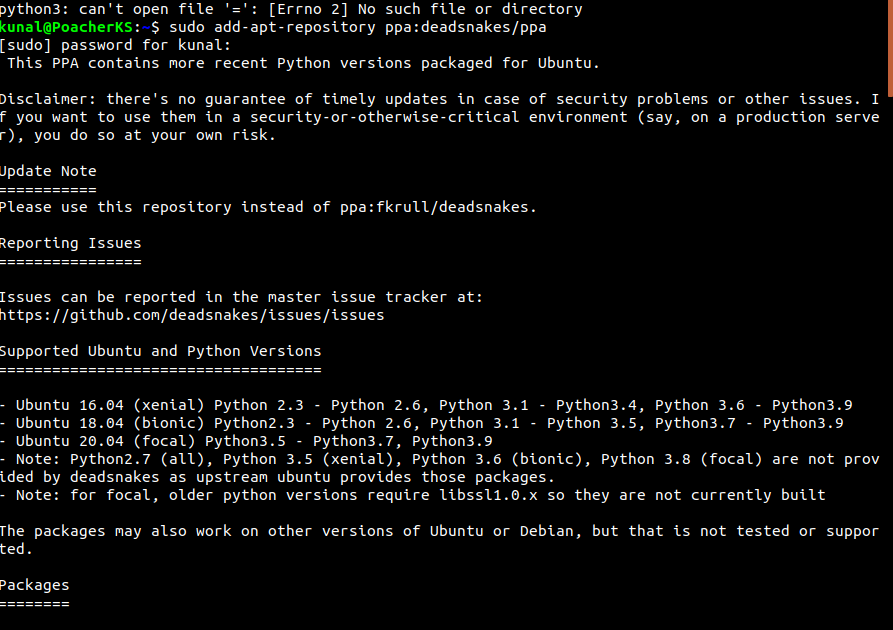 python3: can't open file '=': [Errno 2] No such file or directory
kunal@PoacherKS:~$ sudo add-apt-repository ppa:deadsnakes/ppa
[sudo] password for kunal:
 This PPA contains more recent Python versions packaged for Ubuntu.
Disclaimer: there's no guarantee of timely updates in case of security problems or other issues. I
f you want to use them in a security-or-otherwise-critical environment (say, on a production serve
r), you do so at your own risk.
Update Note
===========
Please use this repository instead of ppa:fkrull/deadsnakes.
Reporting Issues
================
Issues can be reported in the master issue tracker at:
https://github.com/deadsnakes/issues/issues
Supported Ubuntu and Python Versions
====================================
- Ubuntu 16.04 (xenial) Python 2.3 - Python 2.6, Python 3.1 - Python3.4, Python 3.6 - Python3.9
- Ubuntu 18.04 (bionic) Python2.3 - Python 2.6, Python 3.1 - Python 3.5, Python3.7 - Python3.9
- Ubuntu 20.04 (focal) Python3.5 - Python3.7, Python3.9
- Note: Python2.7 (all), Python 3.5 (xenial), Python 3.6 (bionic), Python 3.8 (focal) are not prov
ided by deadsnakes as upstream ubuntu provides those packages.
- Note: for focal, older python versions require libssl1.0.x so they are not currently built
The packages may also work on other versions of Ubuntu or Debian, but that is not tested or suppor
ted.
Packages
========